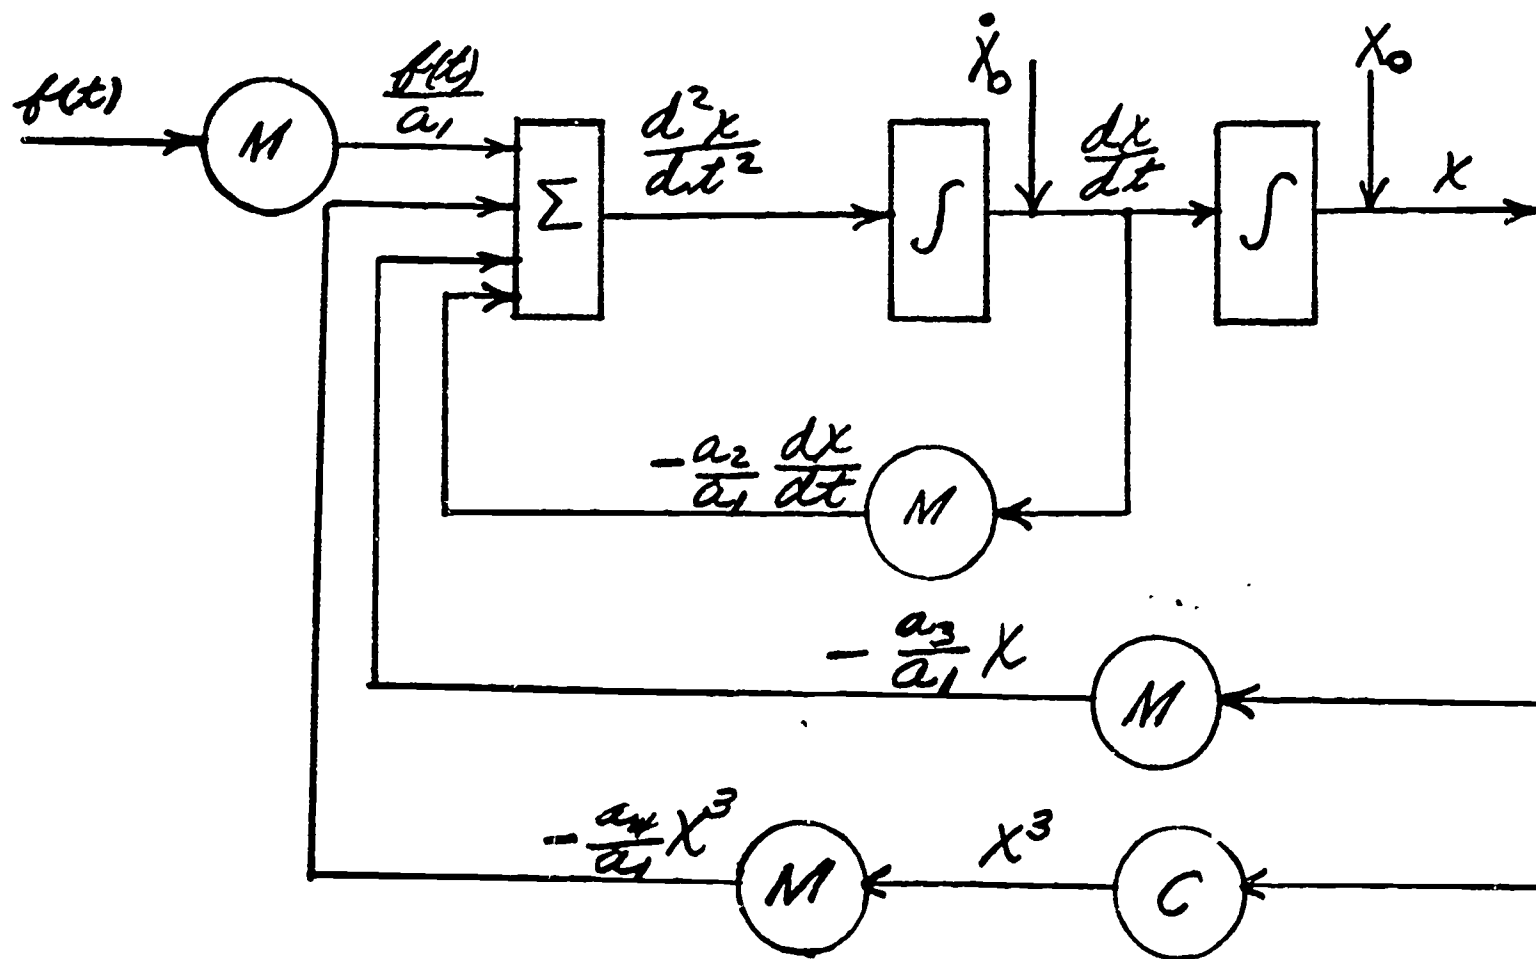 f(t)
M
f(t)/a₁
Σ
d²x/dt²
∫
ẋ₀
dx/dt
∫
x₀
x
-a₂/a₁ dx/dt
M
-a₃/a₁ x
M
-a₄/a₁ x³
M
x³
C